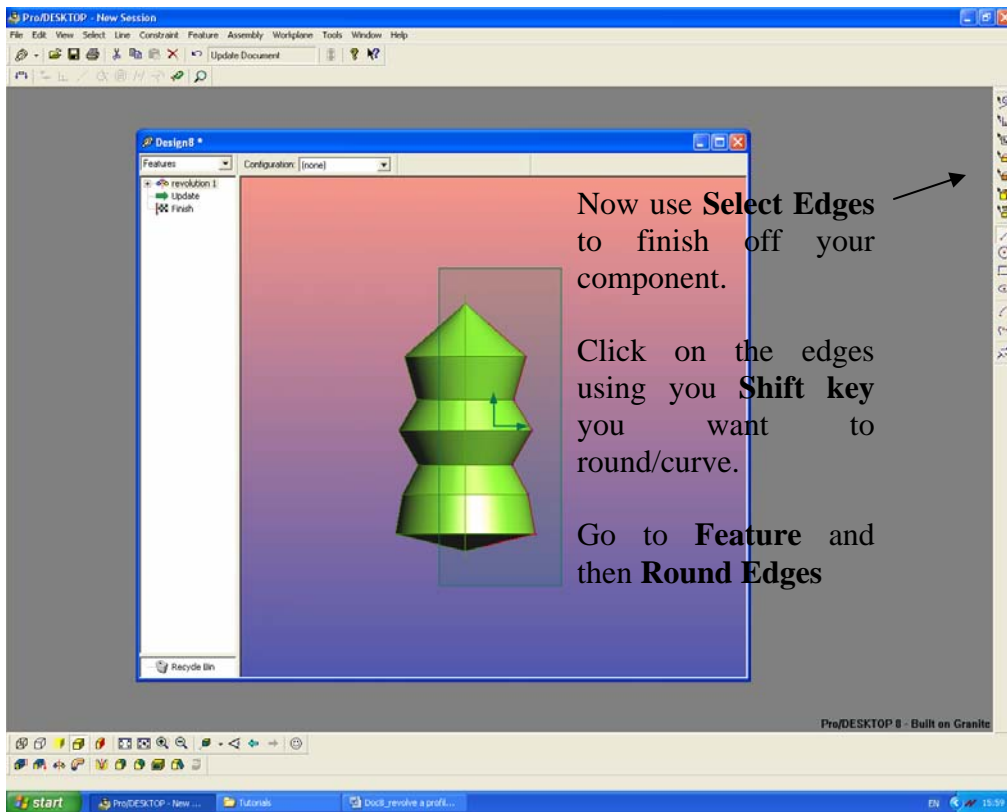 Pro/DESKTOP - New Session
File Edit View Select Line Constraint Feature Assembly Workplane Tools Window Help
Update Document
Design8 *
Features
Configuration: (none)
revolution 1
Update
Finish
Now use Select Edges
to finish off your
component.
Click on the edges
using you Shift key
you want to
round/curve.
Go to Feature and
then Round Edges
Recycle Bin
Pro/DESKTOP 8 - Built on Granite
start
Pro/DESKTOP - New ...
Tutorials
Doc8_revolve a profil...
EN
15:59